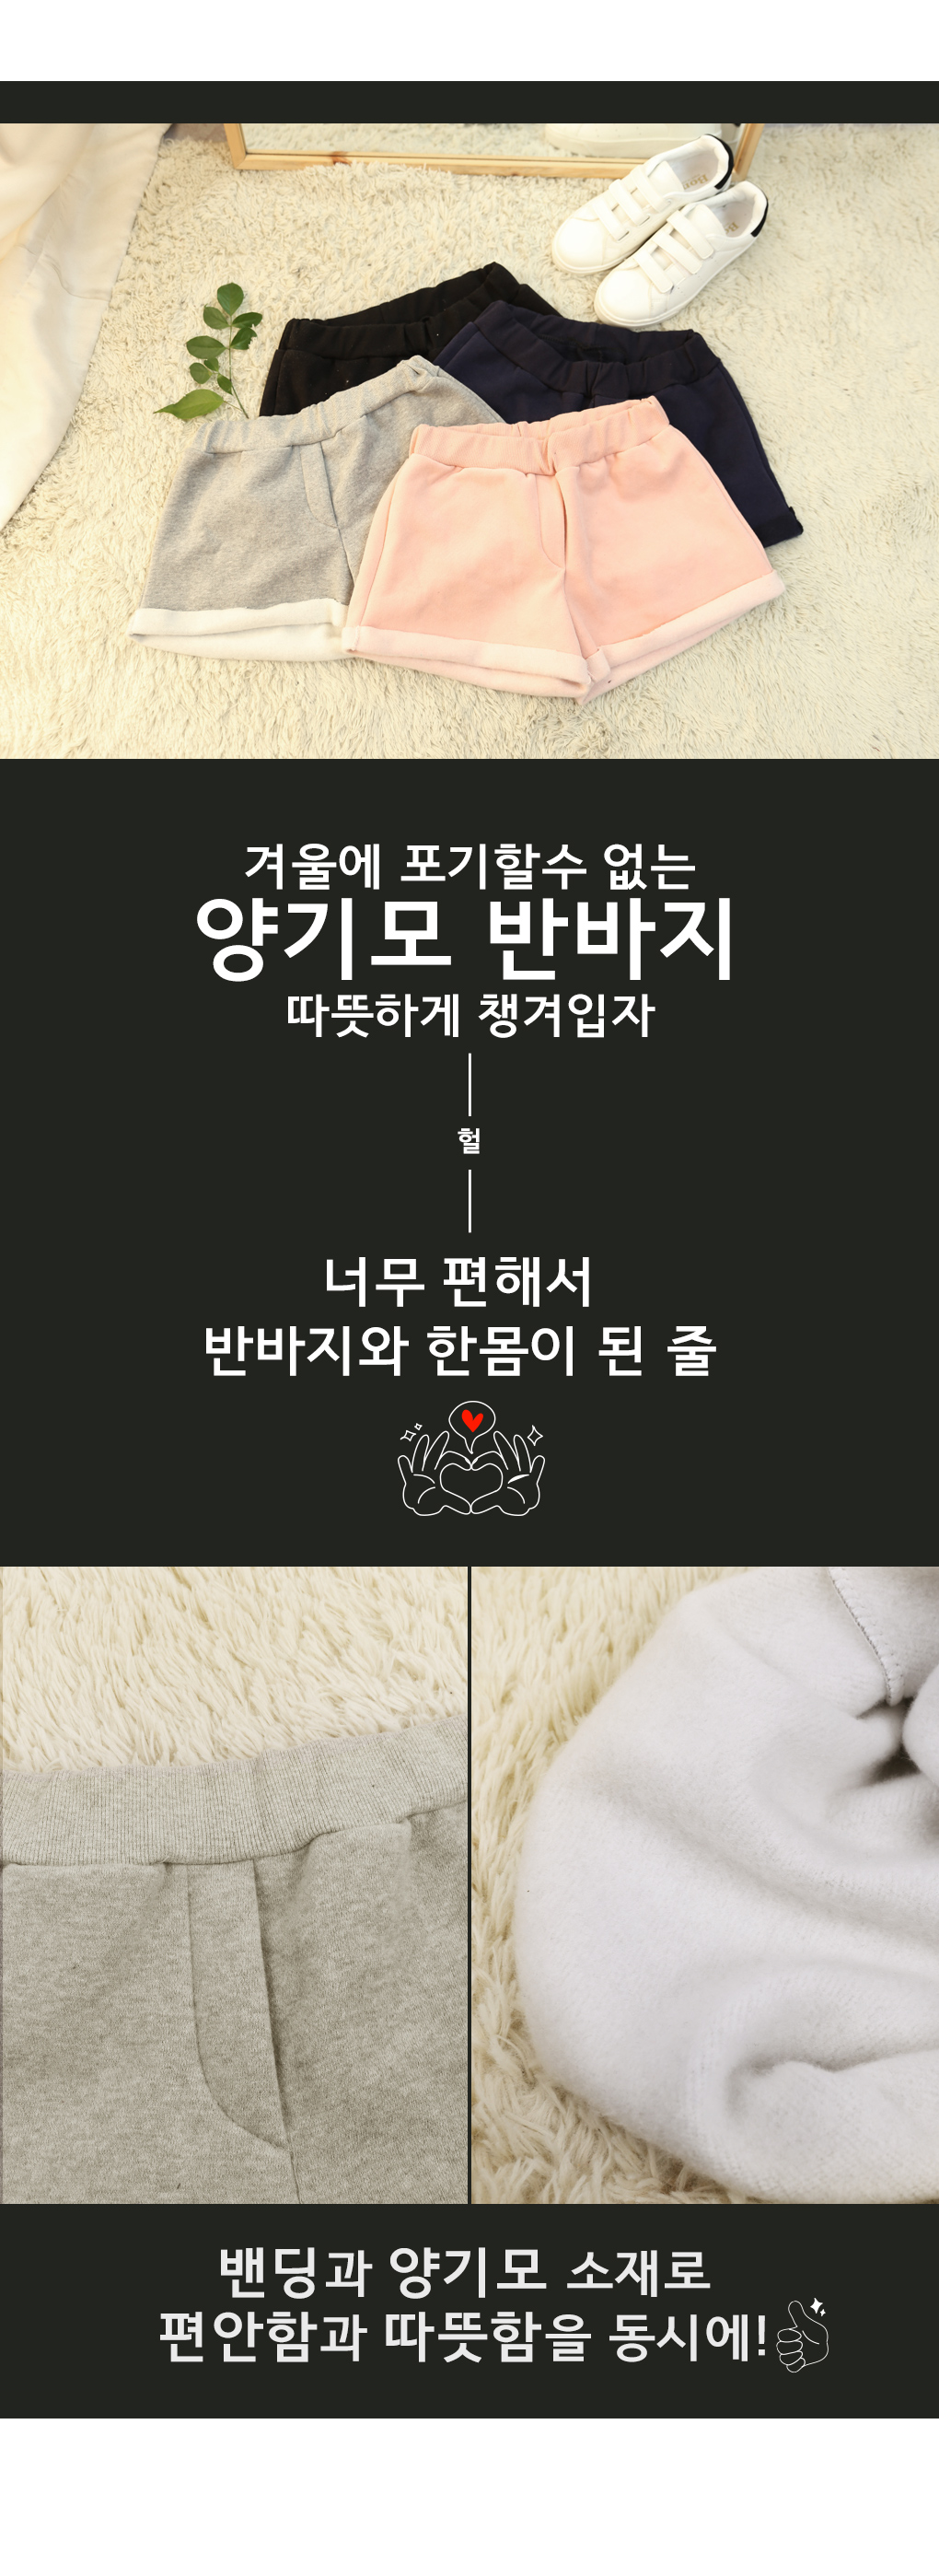 겨울에 포기할수 없는
양기모 반바지
따뜻하게 챙겨입자
헐
너무 편해서
반바지와 한몸이 된 줄
밴딩과 양기모 소재로
편안함과 따뜻함을 동시에!